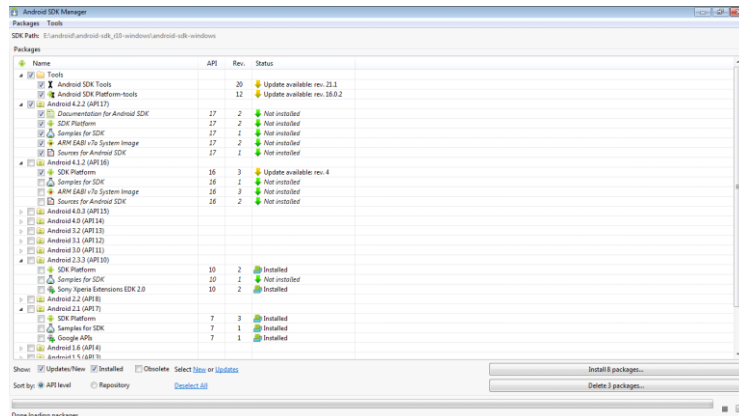 Android SDK Manager
Packages Tools
SDK Path: E:\android\android-sdk_r10-windows\android-sdk-windows
Packages
Name API Rev. Status
Tools
Android SDK Tools 20 Update available: rev. 21.1
Android SDK Platform-tools 12 Update available: rev. 16.0.2
Android 4.2.2 (API 17)
Documentation for Android SDK 17 2 Not installed
SDK Platform 17 2 Not installed
Samples for SDK 17 1 Not installed
ARM EABI v7a System Image 17 2 Not installed
Sources for Android SDK 17 1 Not installed
Android 4.1.2 (API 16)
SDK Platform 16 3 Update available: rev. 4
Samples for SDK 16 1 Not installed
ARM EABI v7a System Image 16 3 Not installed
Sources for Android SDK 16 2 Not installed
Android 4.0.3 (API 15)
Android 4.0 (API 14)
Android 3.2 (API 13)
Android 3.1 (API 12)
Android 3.0 (API 11)
Android 2.3.3 (API 10)
SDK Platform 10 2 Installed
Samples for SDK 10 1 Not installed
Sony Xperia Extensions EDK 2.0 10 2 Installed
Android 2.2 (API 8)
Android 2.1 (API 7)
SDK Platform 7 3 Installed
Samples for SDK 7 1 Installed
Google APIs 7 1 Installed
Android 1.6 (API 4)
Android 1.5 (API 3)
Show: Updates/New Installed Obsolete Select New or Updates Install 8 packages...
Sort by: API level Repository Deselect All Delete 3 packages...
Done loading packages.